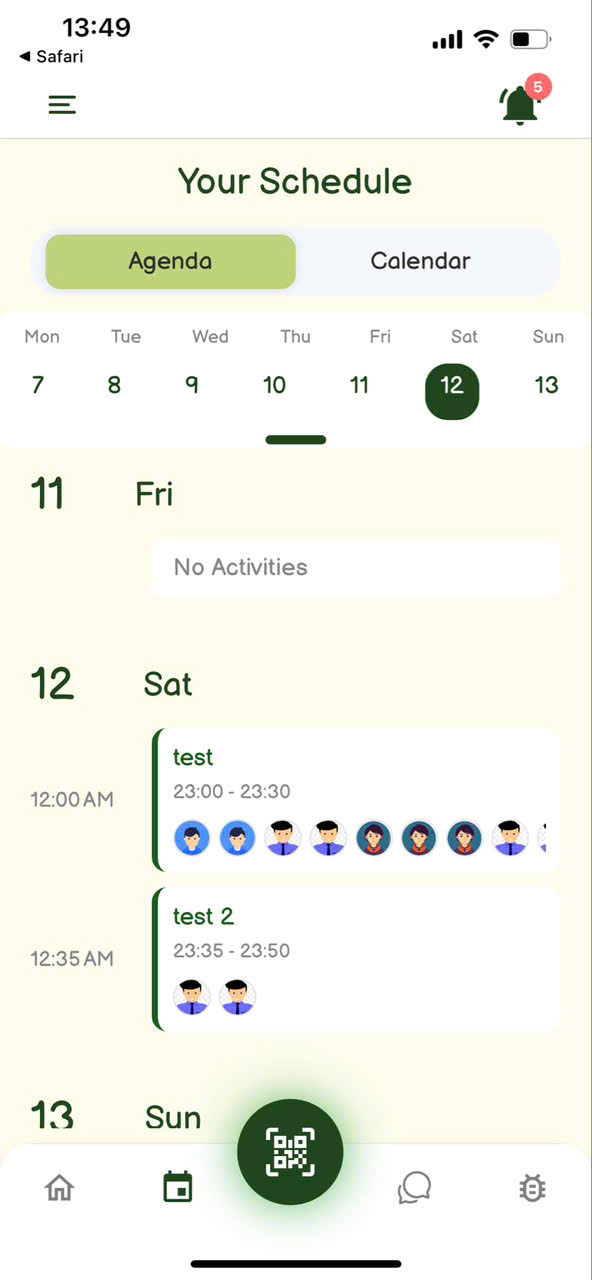 13:49
◀ Safari
5
Your Schedule
Agenda Calendar
Mon Tue Wed Thu Fri Sat Sun
7 8 9 10 11 12 13
11 Fri
No Activities
12 Sat
test
12:00 AM 23:00 - 23:30
test 2
12:35 AM 23:35 - 23:50
13 Sun